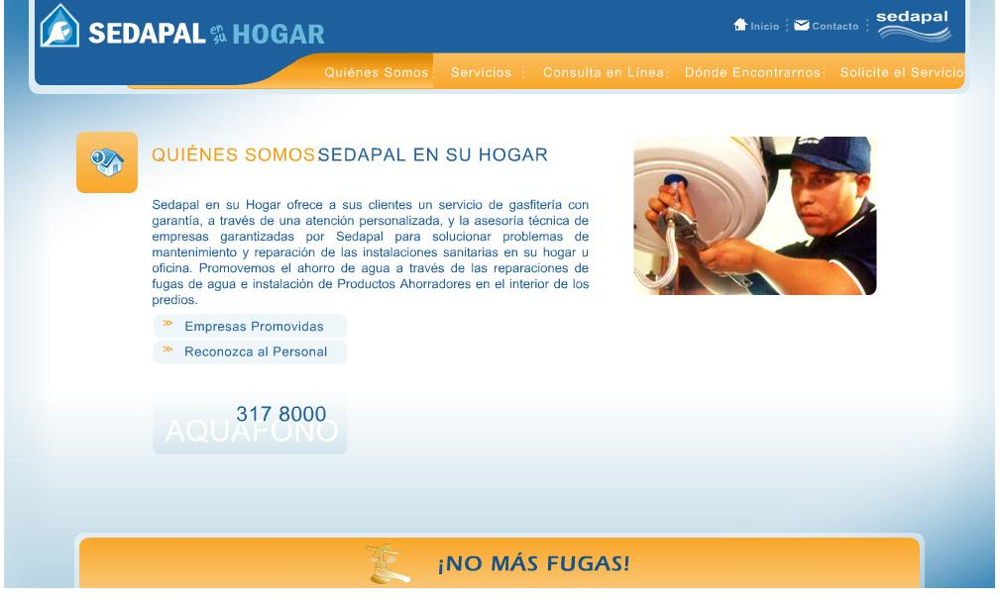 SEDAPAL en su HOGAR
Inicio
Contacto
sedapal
Quiénes Somos
Servicios
Consulta en Línea
Dónde Encontrarnos
Solicite el Servicio
QUIÉNES SOMOS SEDAPAL EN SU HOGAR
Sedapal en su Hogar ofrece a sus clientes un servicio de gasfitería con
garantía, a través de una atención personalizada, y la asesoría técnica de
empresas garantizadas por Sedapal para solucionar problemas de
mantenimiento y reparación de las instalaciones sanitarias en su hogar u
oficina. Promovemos el ahorro de agua a través de las reparaciones de
fugas de agua e instalación de Productos Ahorradores en el interior de los
predios.
Empresas Promovidas
Reconozca al Personal
317 8000
AQUAFONO
¡NO MÁS FUGAS!